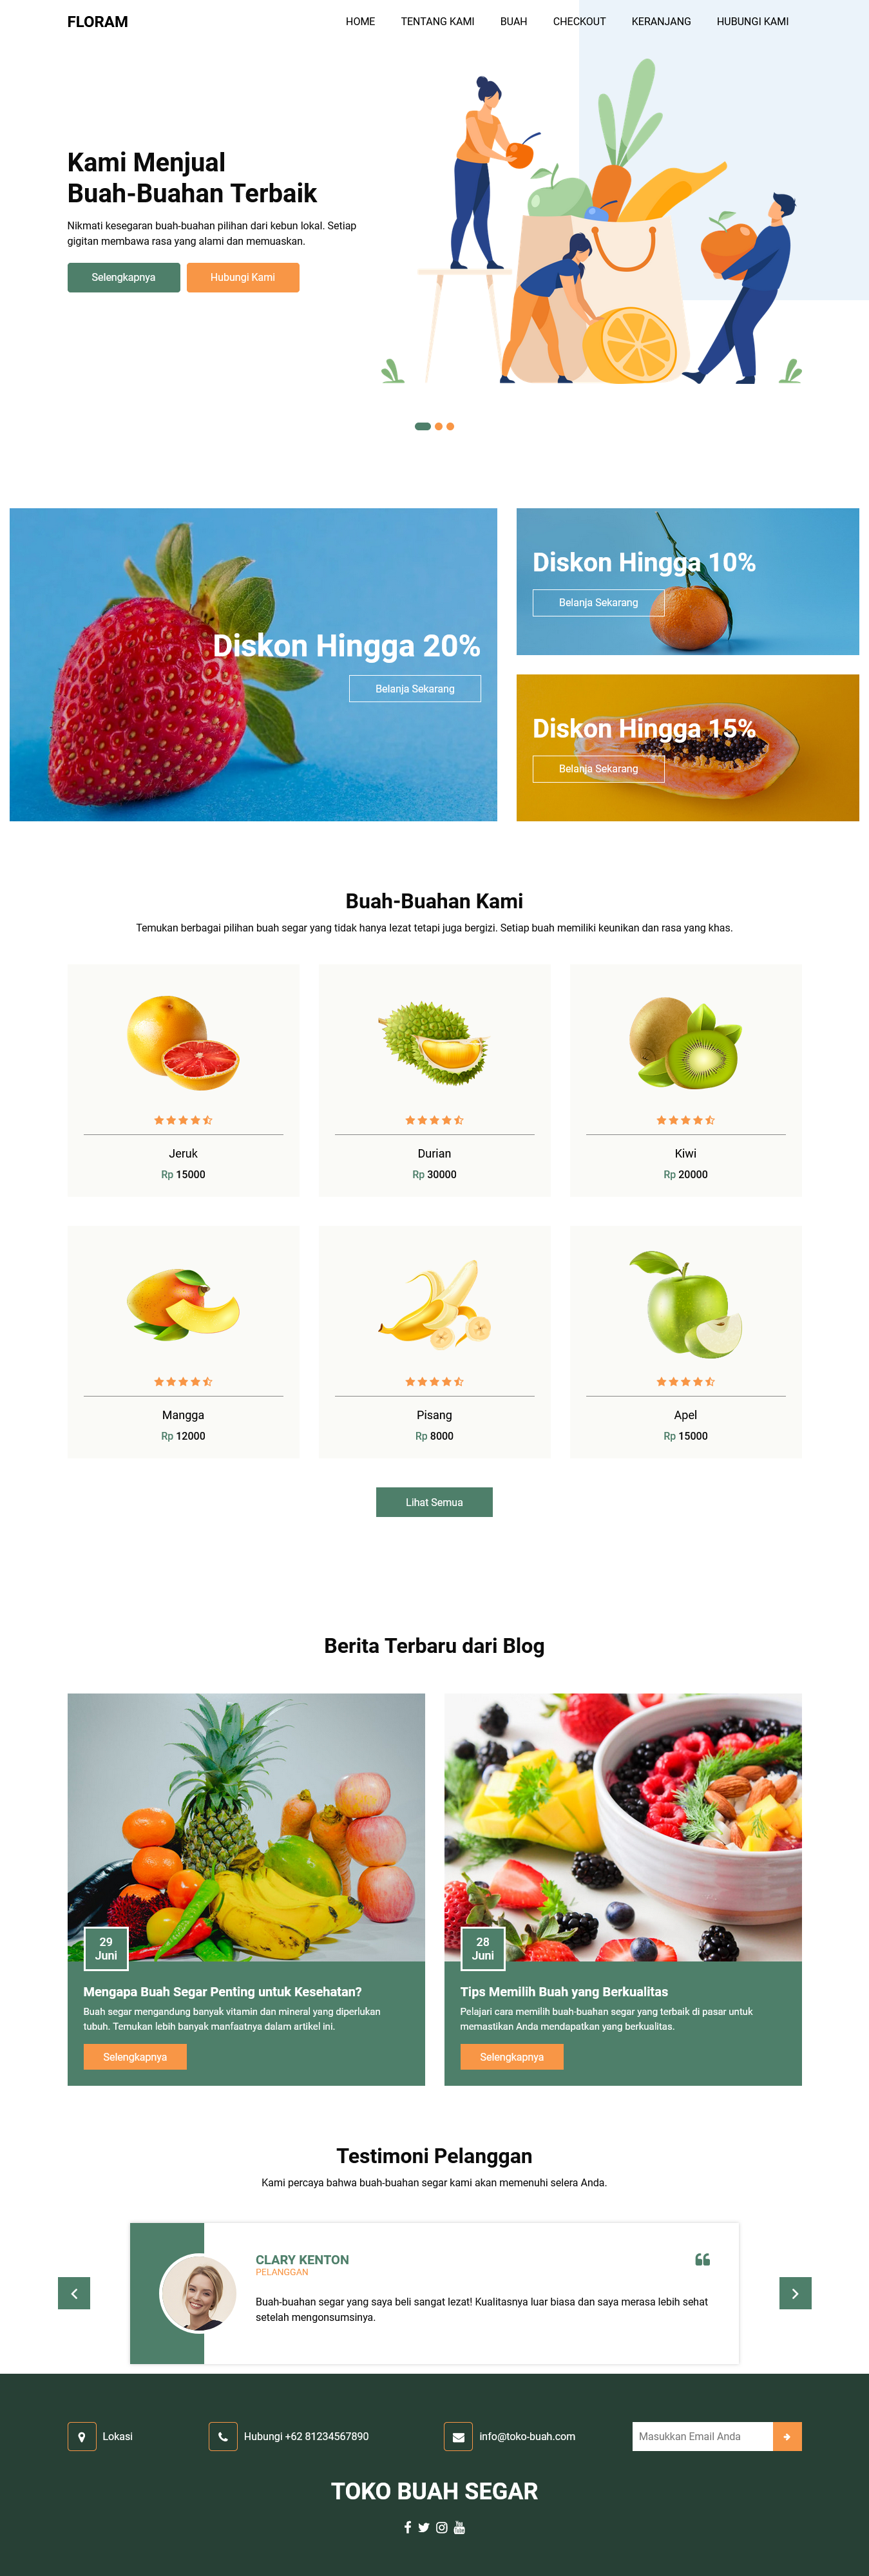 FLORAM
HOME TENTANG KAMI BUAH CHECKOUT KERANJANG HUBUNGI KAMI
Kami Menjual
Buah-Buahan Terbaik
Nikmati kesegaran buah-buahan pilihan dari kebun lokal. Setiap
gigitan membawa rasa yang alami dan memuaskan.
Selengkapnya
Hubungi Kami
Diskon Hingga 20%
Belanja Sekarang
Diskon Hingga 10%
Belanja Sekarang
Diskon Hingga 15%
Belanja Sekarang
Buah-Buahan Kami
Temukan berbagai pilihan buah segar yang tidak hanya lezat tetapi juga bergizi. Setiap buah memiliki keunikan dan rasa yang khas.
Jeruk
Rp 15000
Durian
Rp 30000
Kiwi
Rp 20000
Mangga
Rp 12000
Pisang
Rp 8000
Apel
Rp 15000
Lihat Semua
Berita Terbaru dari Blog
29
Juni
Mengapa Buah Segar Penting untuk Kesehatan?
Buah segar mengandung banyak vitamin dan mineral yang diperlukan
tubuh. Temukan lebih banyak manfaatnya dalam artikel ini.
Selengkapnya
28
Juni
Tips Memilih Buah yang Berkualitas
Pelajari cara memilih buah-buahan segar yang terbaik di pasar untuk
memastikan Anda mendapatkan yang berkualitas.
Selengkapnya
Testimoni Pelanggan
Kami percaya bahwa buah-buahan segar kami akan memenuhi selera Anda.
CLARY KENTON
PELANGGAN
Buah-buahan segar yang saya beli sangat lezat! Kualitasnya luar biasa dan saya merasa lebih sehat
setelah mengonsumsinya.
Lokasi
Hubungi +62 81234567890
info@toko-buah.com
Masukkan Email Anda
TOKO BUAH SEGAR